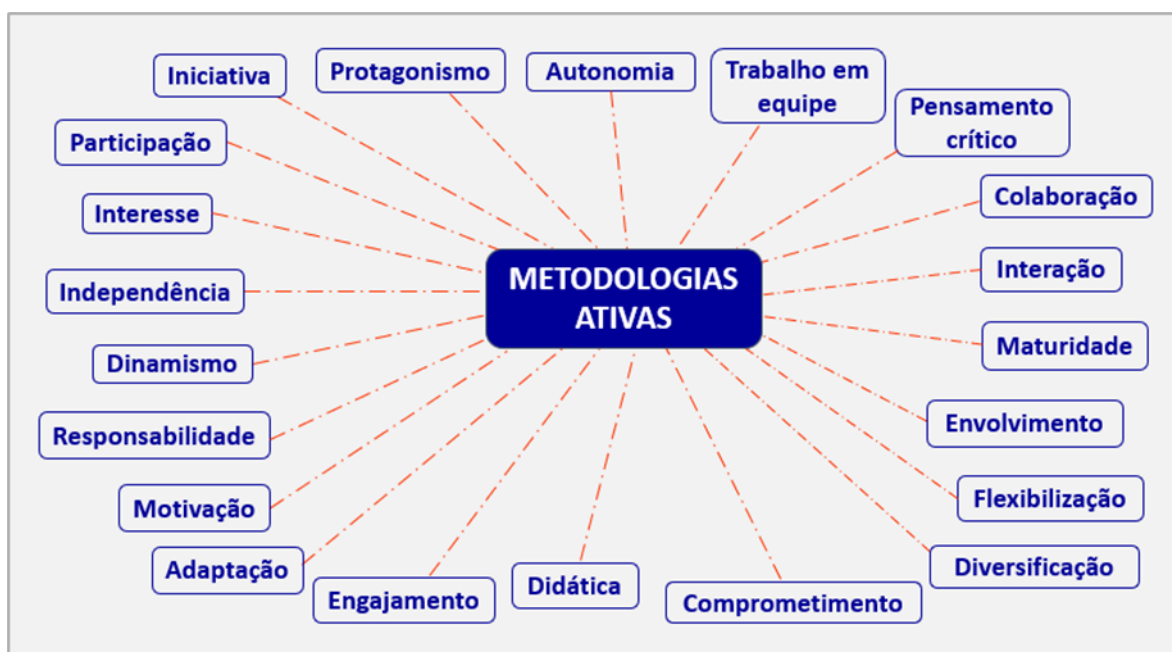 Iniciativa
Protagonismo
Autonomia
Trabalho em
equipe
Pensamento
crítico
Participação
Colaboração
Interesse
Interação
METODOLOGIAS
ATIVAS
Independência
Maturidade
Dinamismo
Envolvimento
Responsabilidade
Flexibilização
Motivação
Diversificação
Adaptação
Didática
Engajamento
Comprometimento